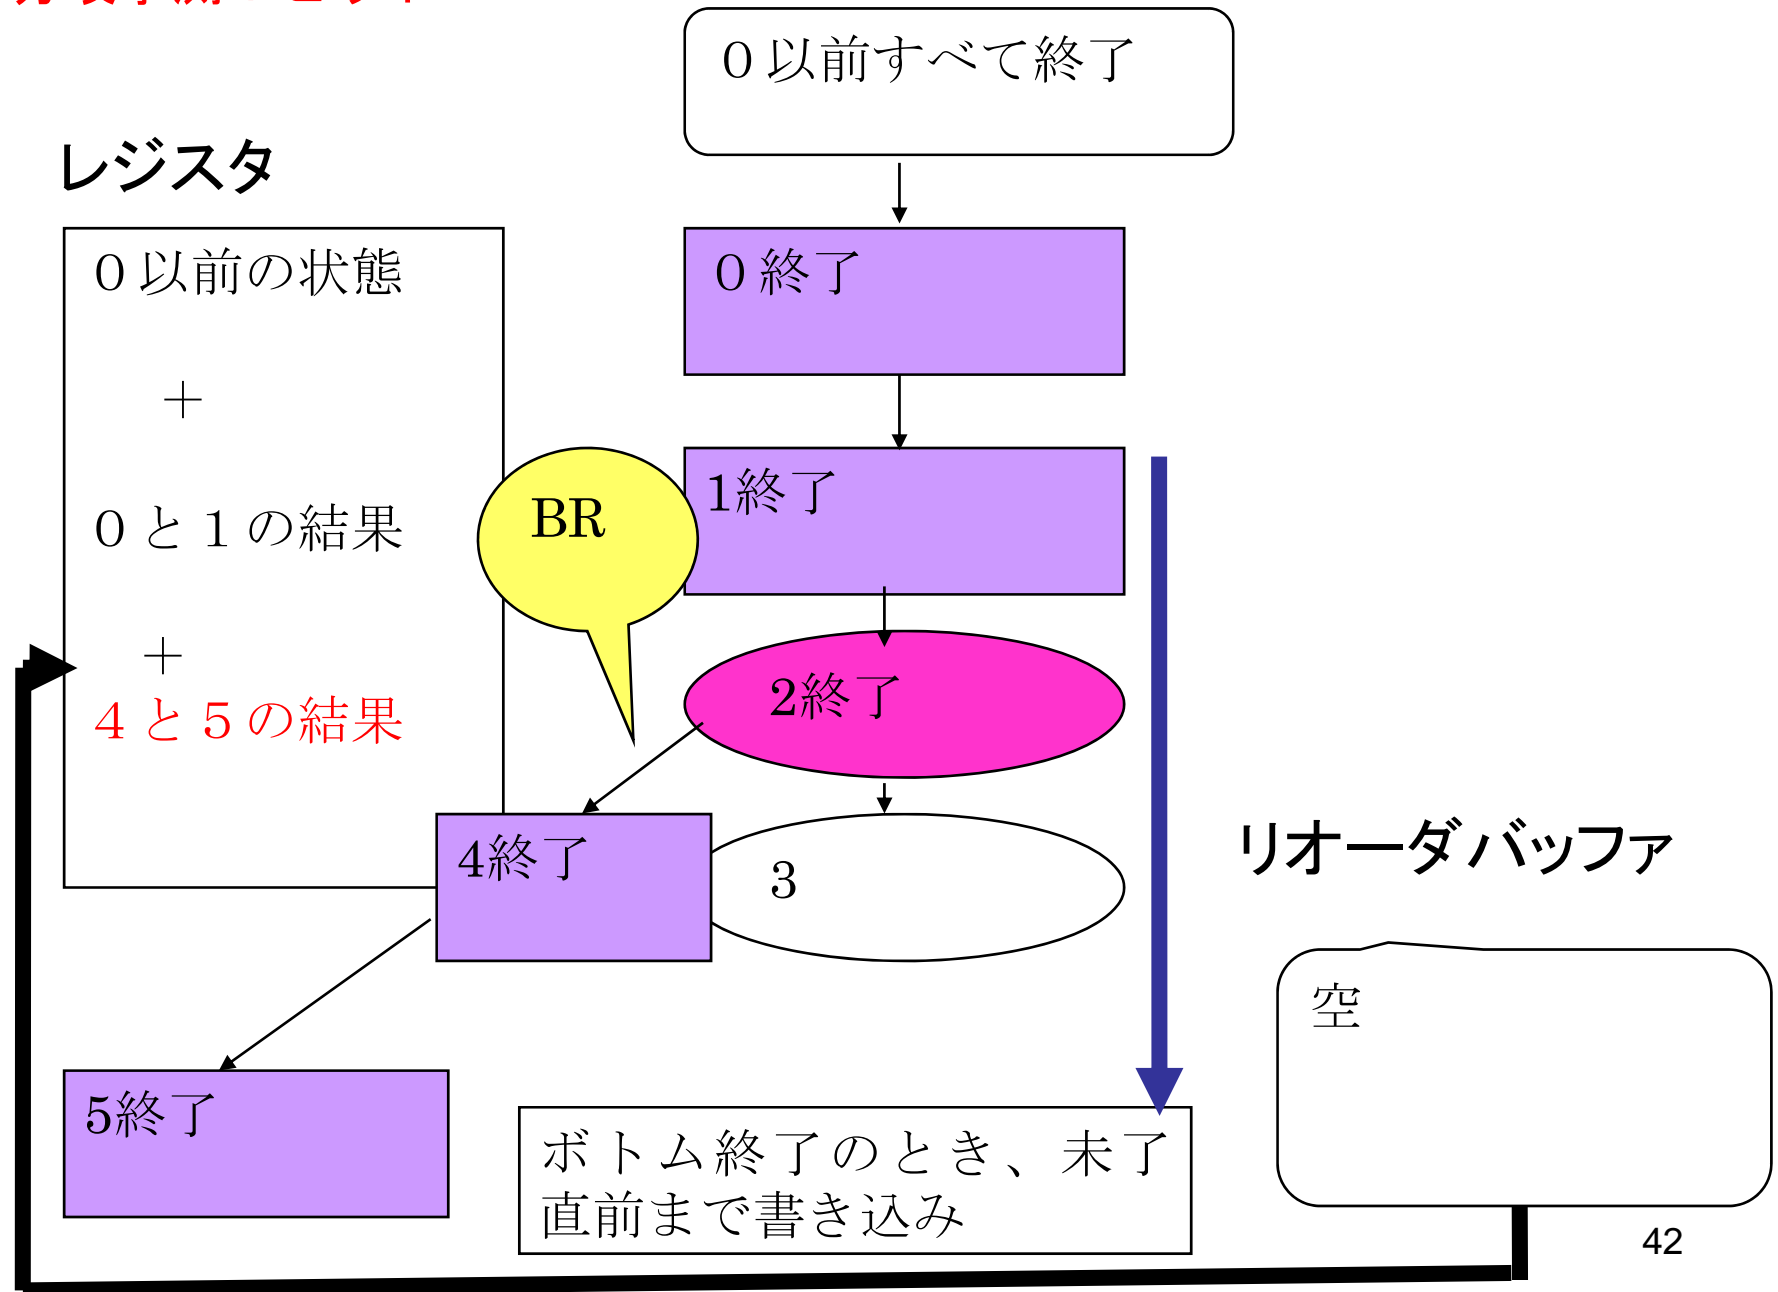 ０以前すべて終了
レジスタ
０以前の状態
０終了
＋
1終了
BR
０と１の結果
＋
2終了
４と５の結果
4終了
3
リオーダバッファ
空
5終了
ボトム終了のとき、未了
直前まで書き込み
42